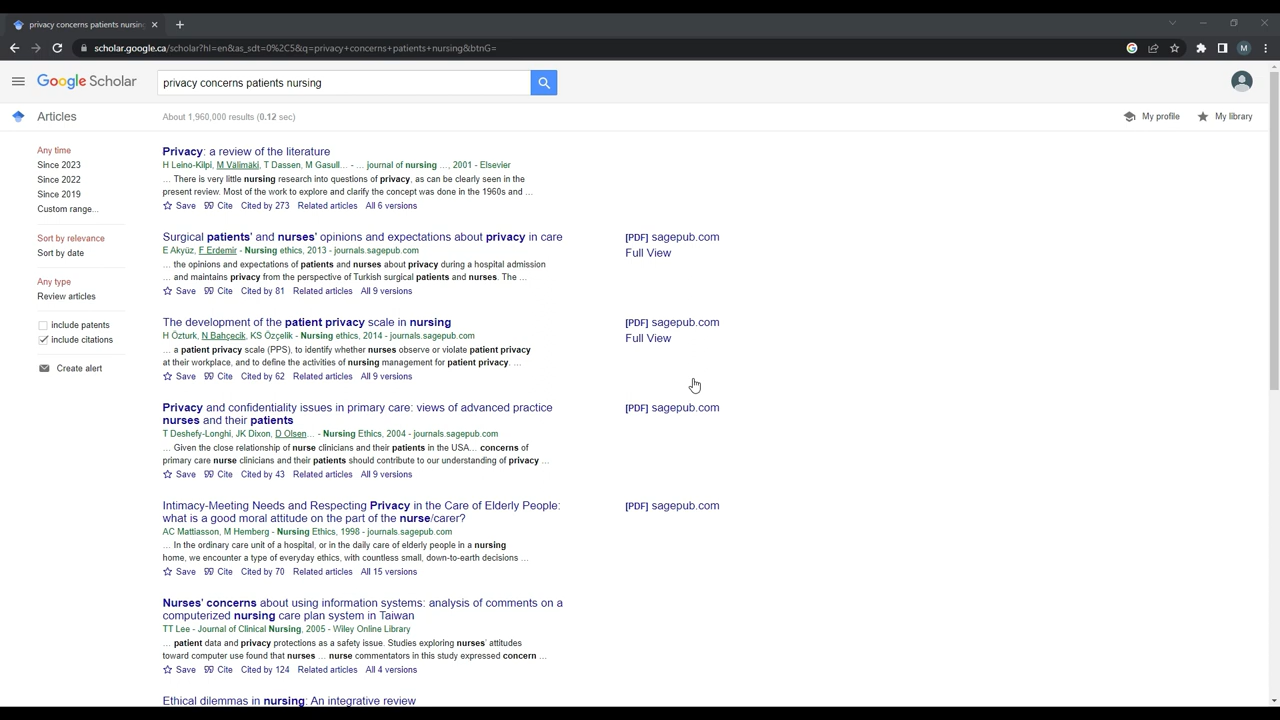 privacy concerns patients nursing
scholar.google.ca/scholar?hl=en&as_sdt=0%2C5&q=privacy+concerns+patients+nursing&btnG=
M
Google Scholar
privacy concerns patients nursing
Articles
About 1,960,000 results (0.12 sec)
My profile
My library
Any time
Since 2023
Since 2022
Since 2019
Custom range...
Sort by relevance
Sort by date
Any type
Review articles
include patents
include citations
Create alert
Privacy: a review of the literature
H Leino-Kilpi, M Välimäki, T Dassen, M Gasull... - ... journal of nursing ..., 2001 - Elsevier
... There is very little nursing research into questions of privacy, as can be clearly seen in the
present review. Most of the work to explore and clarify the concept was done in the 1960s and ...
Save Cite Cited by 273 Related articles All 6 versions
Surgical patients' and nurses' opinions and expectations about privacy in care
E Akyüz, F Erdemir - Nursing ethics, 2013 - journals.sagepub.com
... the opinions and expectations of patients and nurses about privacy during a hospital admission
... and maintains privacy from the perspective of Turkish surgical patients and nurses. The ...
Save Cite Cited by 81 Related articles All 9 versions
[PDF] sagepub.com
Full View
The development of the patient privacy scale in nursing
H Özturk, N Bahçecik, KS Özçelik - Nursing ethics, 2014 - journals.sagepub.com
... a patient privacy scale (PPS), to identify whether nurses observe or violate patient privacy
at their workplace, and to define the activities of nursing management for patient privacy. ...
Save Cite Cited by 62 Related articles All 9 versions
[PDF] sagepub.com
Full View
Privacy and confidentiality issues in primary care: views of advanced practice
nurses and their patients
T Deshefy-Longhi, JK Dixon, D Olsen... - Nursing Ethics, 2004 - journals.sagepub.com
... Given the close relationship of nurse clinicians and their patients in the USA... concerns of
primary care nurse clinicians and their patients should contribute to our understanding of privacy ...
Save Cite Cited by 43 Related articles All 9 versions
[PDF] sagepub.com
Intimacy-Meeting Needs and Respecting Privacy in the Care of Elderly People:
what is a good moral attitude on the part of the nurse/carer?
AC Mattiasson, M Hemberg - Nursing Ethics, 1998 - journals.sagepub.com
... In the ordinary care unit of a hospital, or in the daily care of elderly people in a nursing
home, we encounter a type of everyday ethics, with countless small, down-to-earth decisions ...
Save Cite Cited by 70 Related articles All 15 versions
[PDF] sagepub.com
Nurses' concerns about using information systems: analysis of comments on a
computerized nursing care plan system in Taiwan
TT Lee - Journal of Clinical Nursing, 2005 - Wiley Online Library
... patient data and privacy protections as a safety issue. Studies exploring nurses' attitudes
toward computer use found that nurses ... nurse commentators in this study expressed concern ...
Save Cite Cited by 124 Related articles All 4 versions
Ethical dilemmas in nursing: An integrative review